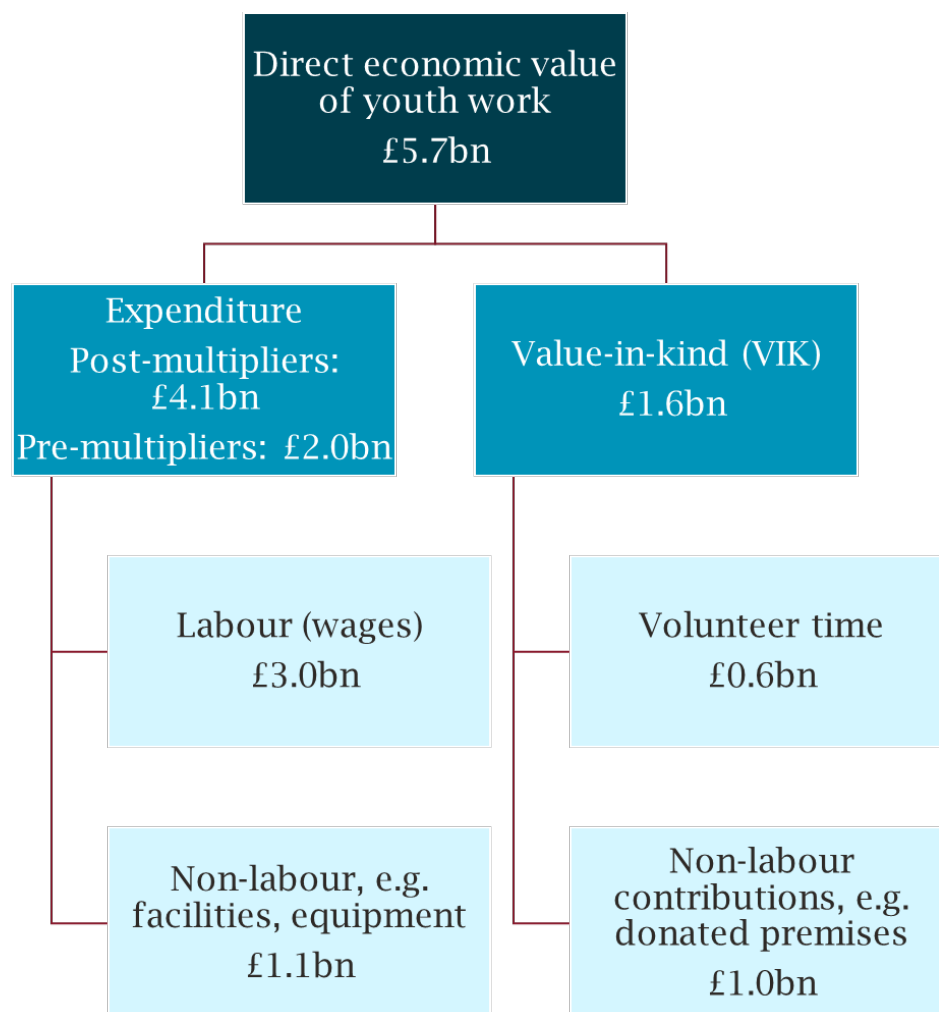 Direct economic value
of youth work
£5.7bn
Expenditure
Post-multipliers:
£4.1bn
Pre-multipliers: £2.0bn
Value-in-kind (VIK)
£1.6bn
Labour (wages)
£3.0bn
Volunteer time
£0.6bn
Non-labour, e.g.
facilities, equipment
£1.1bn
Non-labour
contributions, e.g.
donated premises
£1.0bn